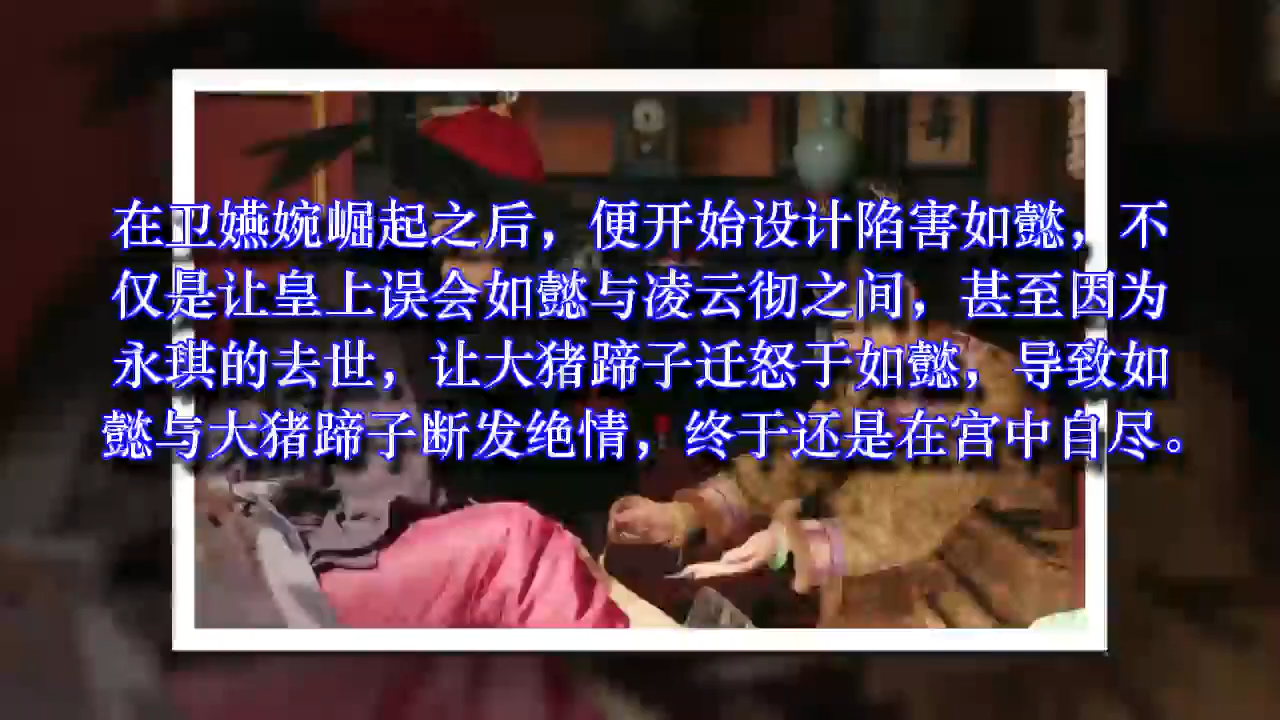 在卫嬿婉崛起之后，便开始设计陷害如懿，不
仅是让皇上误会如懿与凌云彻之间，甚至因为
永琪的去世，让大猪蹄子迁怒于如懿，导致如
懿与大猪蹄子断发绝情，终于还是在宫中自尽。